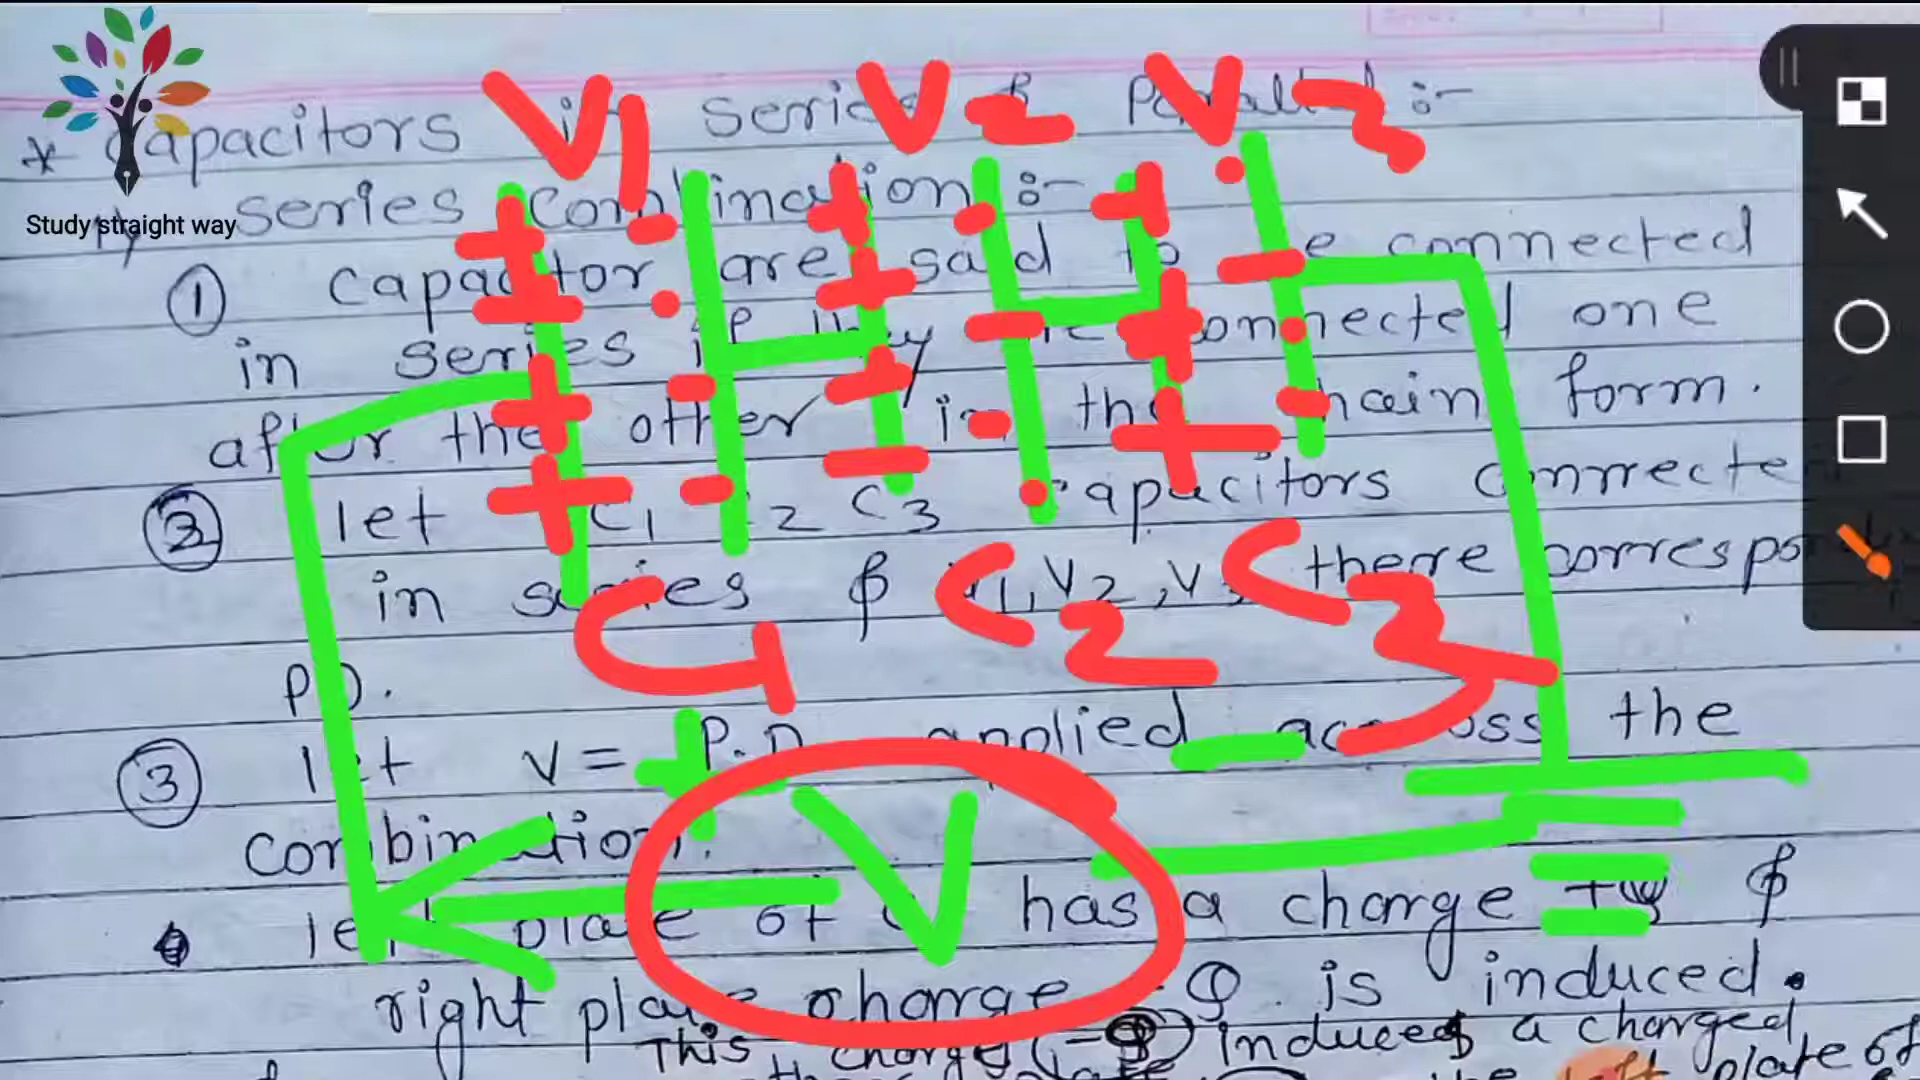 V1 V2 V3
* Capacitors in series & Parallel :-
Study straight way
1) series Combination :-
① Capacitor are said to be connected
in series if they are connected one
after the other in the chain form.
② let C1 C2 C3 capacitors connected
in series & V1, V2, V3 there correspon
C1 C2 C3
P.D.
③ let V = P.D. applied across the
Combination.
V
left plate of C1 has a charge +Q &
right plate charge -Q is induced.
This charge (-Q) induces a charged
left plate of